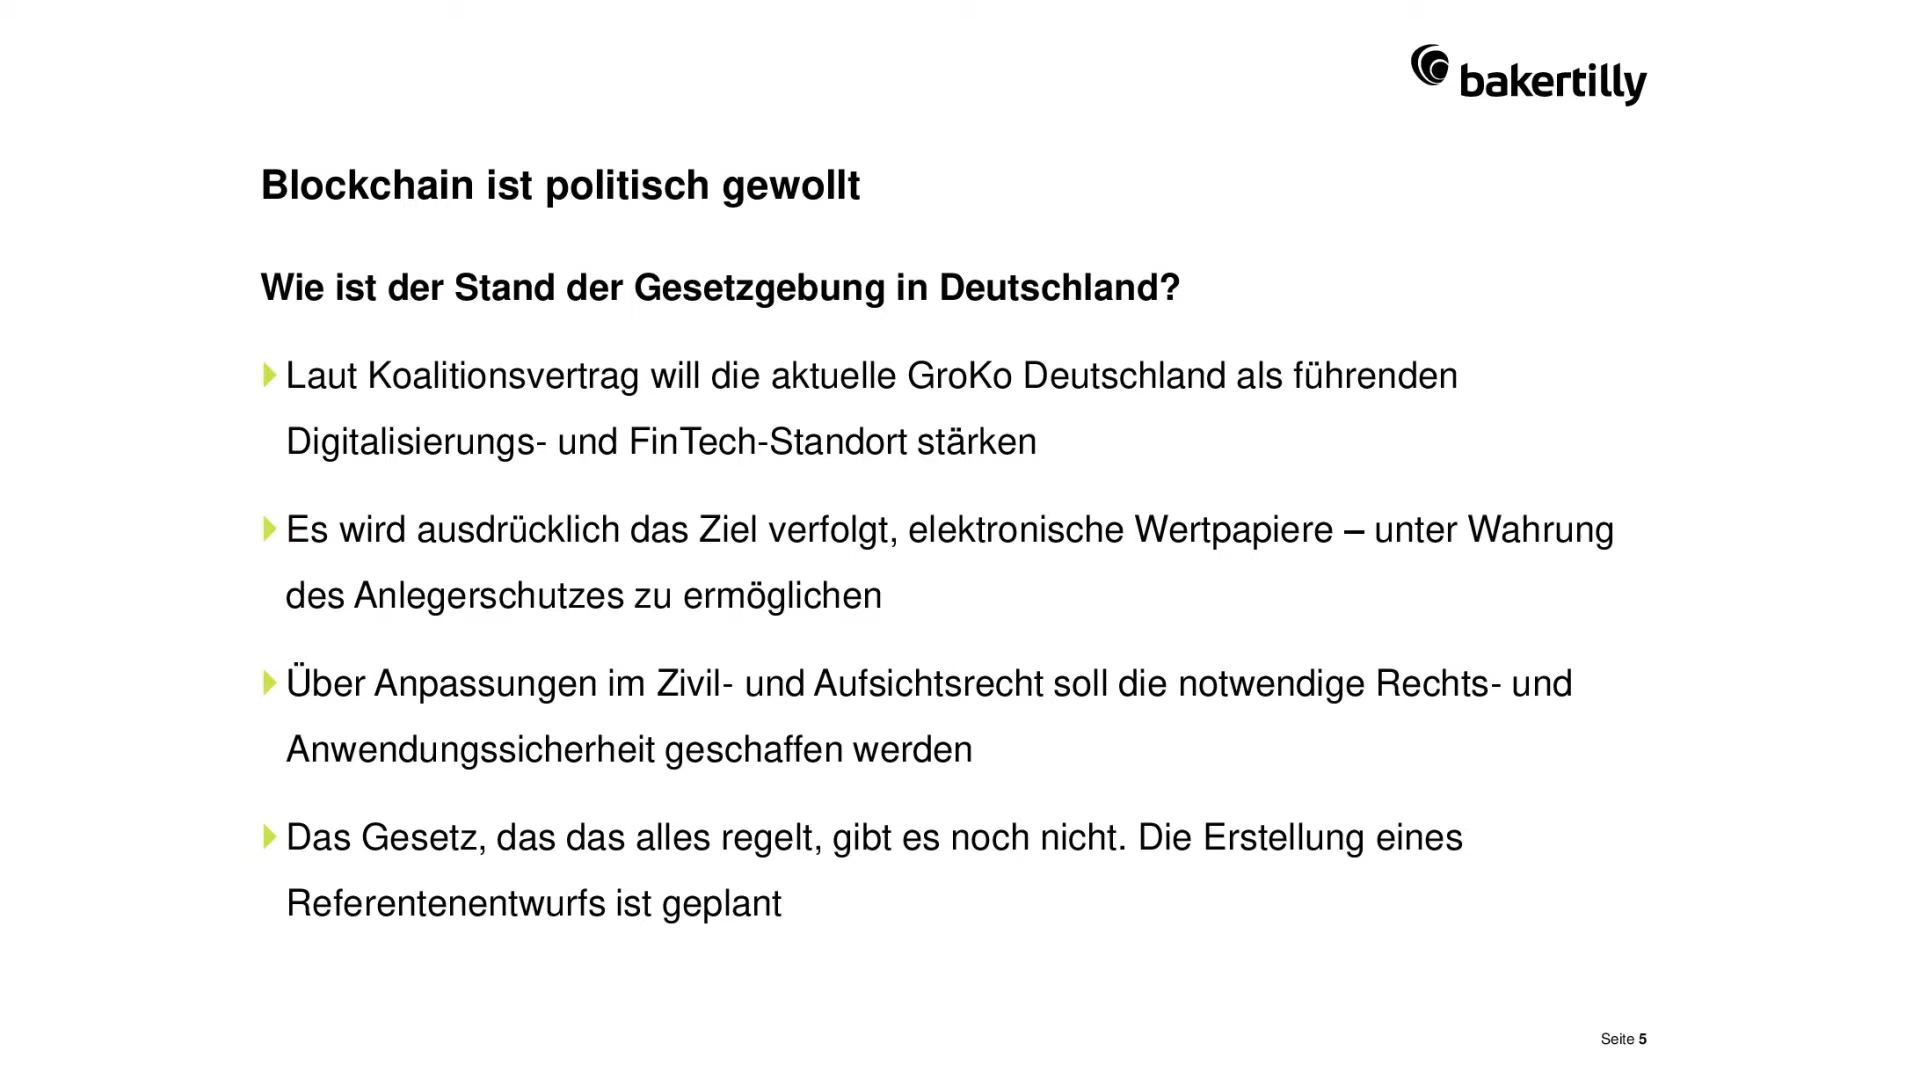 bakertilly
Blockchain ist politisch gewollt
Wie ist der Stand der Gesetzgebung in Deutschland?
Laut Koalitionsvertrag will die aktuelle GroKo Deutschland als führenden
Digitalisierungs- und FinTech-Standort stärken
Es wird ausdrücklich das Ziel verfolgt, elektronische Wertpapiere – unter Wahrung
des Anlegerschutzes zu ermöglichen
Über Anpassungen im Zivil- und Aufsichtsrecht soll die notwendige Rechts- und
Anwendungssicherheit geschaffen werden
Das Gesetz, das das alles regelt, gibt es noch nicht. Die Erstellung eines
Referentenentwurfs ist geplant
Seite 5